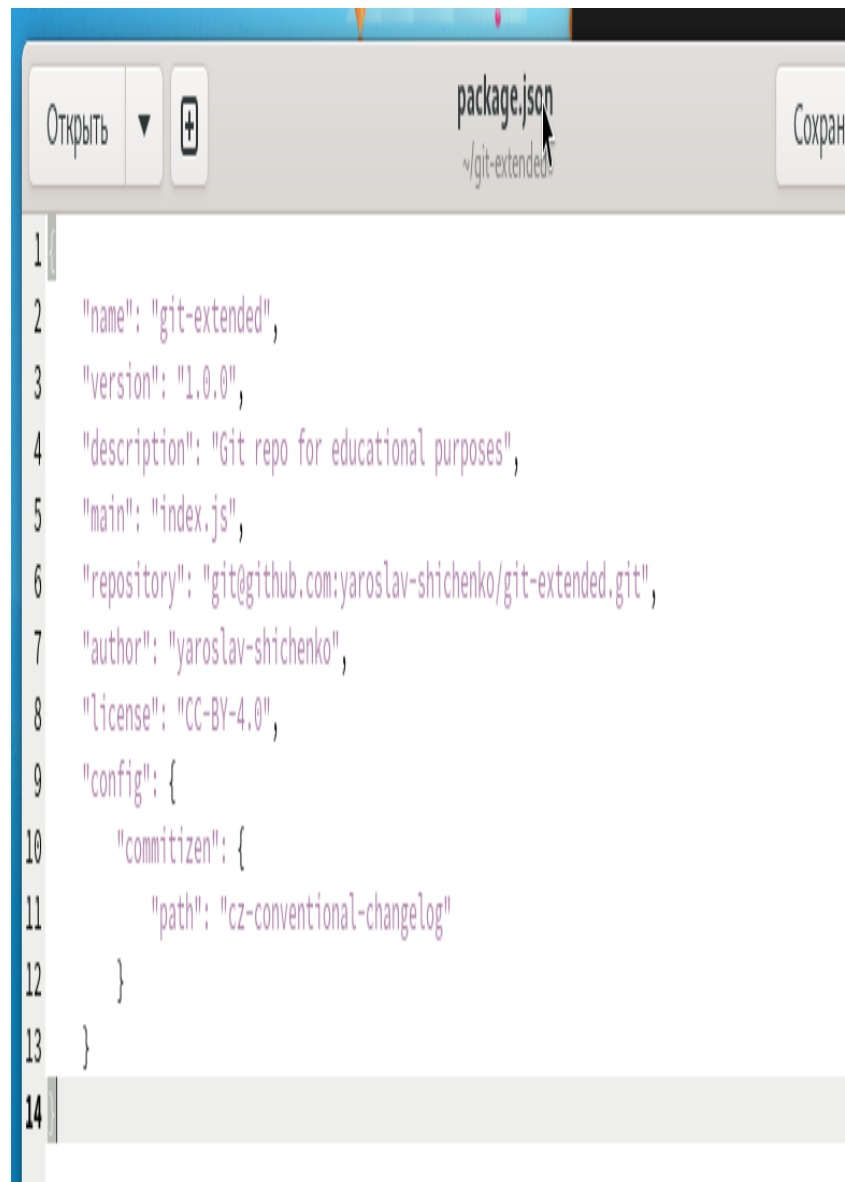 Открыть
package.json
~/git-extended
1 {
2 "name": "git-extended",
3 "version": "1.0.0",
4 "description": "Git repo for educational purposes",
5 "main": "index.js",
6 "repository": "git@github.com:yaroslav-shichenko/git-extended.git",
7 "author": "yaroslav-shichenko",
8 "license": "CC-BY-4.0",
9 "config": {
10 "commitizen": {
11 "path": "cz-conventional-changelog"
12 }
13 }
14 }